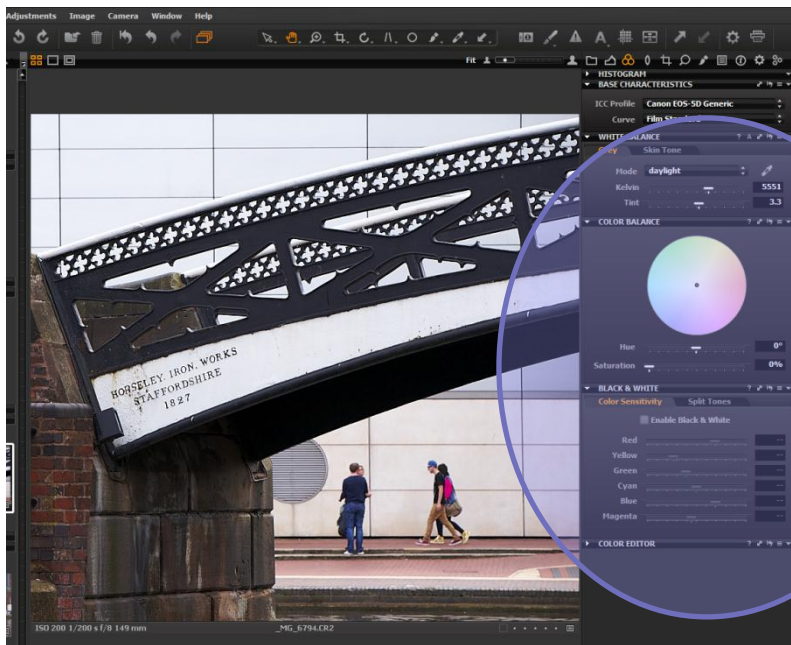 Adjustments Image Camera Window Help
Fit
HISTOGRAM
BASE CHARACTERISTICS
ICC Profile Canon EOS-5D Generic
Curve Film Standard
WHITE BALANCE ? A
Grey Skin Tone
Mode daylight
Kelvin 5551
Tint 3.3
COLOR BALANCE ?
Hue 0°
Saturation 0%
BLACK & WHITE ?
Color Sensitivity Split Tones
Enable Black & White
Red --
Yellow --
Green --
Cyan --
Blue --
Magenta --
COLOR EDITOR ?
HORSELEY. IRON. WORKS
STAFFORDSHIRE
1827
ISO 200 1/200 s f/8 149 mm _MG_6794.CR2